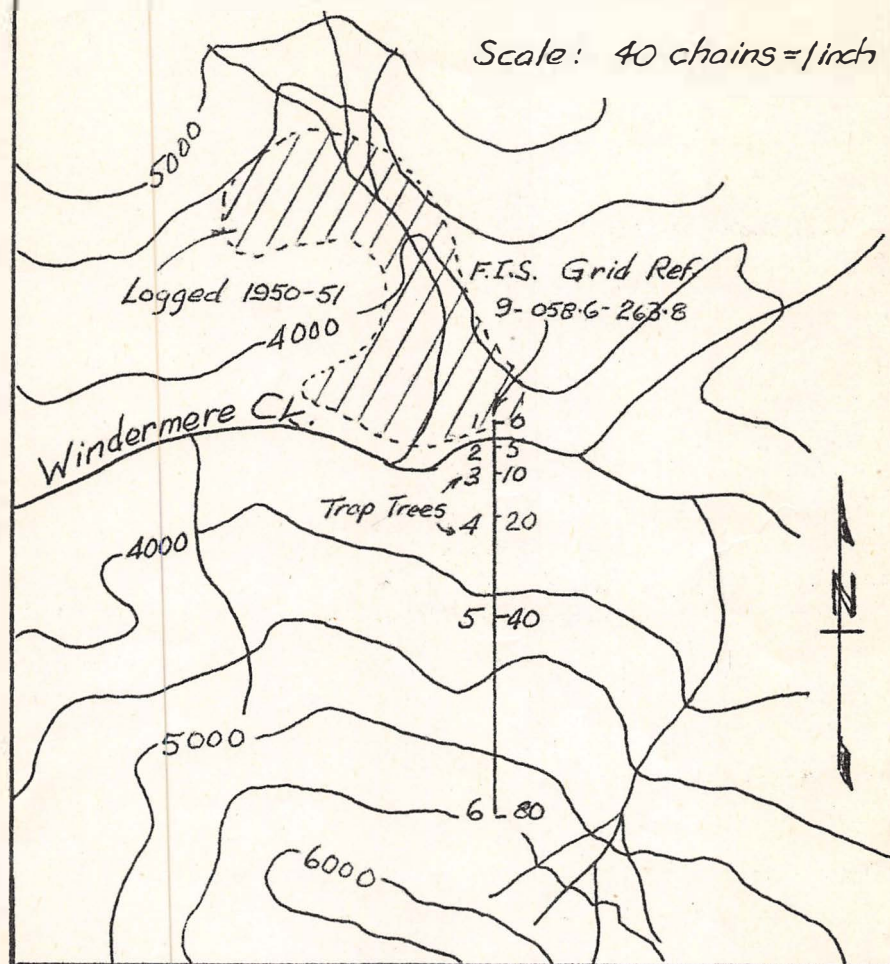 Scale: 40 chains=1 inch
5000
F.I.S. Grid Ref.
Logged 1950-51
9-058.6-263.8
4000
Windermere Ck.
1 6
2 5
3 10
Trap Trees
4 20
4000
N
5 40
5000
6 80
6000